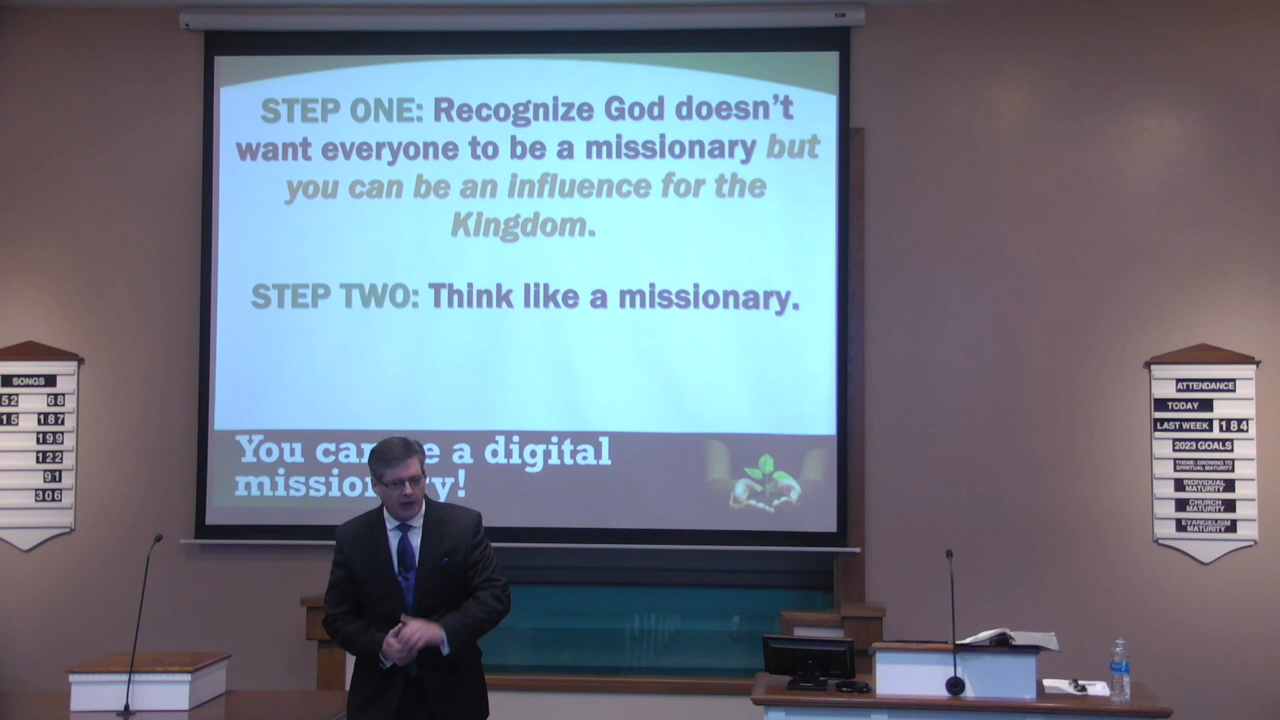 STEP ONE: Recognize God doesn't
want everyone to be a missionary but
you can be an influence for the
Kingdom.
STEP TWO: Think like a missionary.
You can be a digital
missionary!
SONGS
52 68
15 187
199
122
91
306
ATTENDANCE
TODAY
LAST WEEK 184
2023 GOALS
THEME: GROWING TO
SPIRITUAL MATURITY
INDIVIDUAL
MATURITY
CHURCH
MATURITY
EVANGELISM
MATURITY